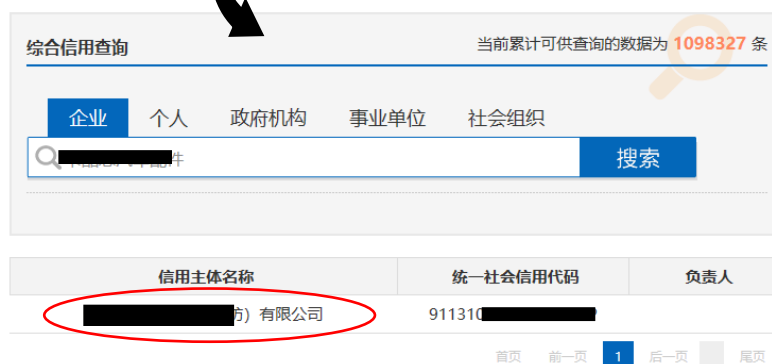 综合信用查询 当前累计可供查询的数据为 1098327 条
企业 个人 政府机构 事业单位 社会组织
件 搜索
信用主体名称 统一社会信用代码 负责人
）有限公司 911310
首页 前一页 1 后一页 尾页